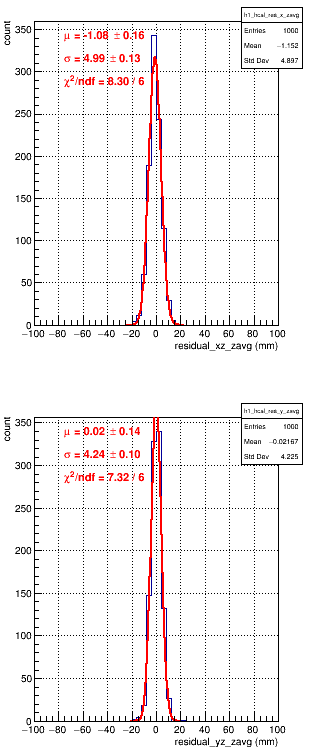 h1_hcal_resi_x_zavg
Entries 1000
Mean −1.152
Std Dev 4.897
μ = -1.08 ± 0.16
σ = 4.99 ± 0.13
χ²/ndf = 8.30 / 6
count
350
300
250
200
150
100
50
0
−100 −80 −60 −40 −20 0 20 40 60 80 100
residual_xz_zavg (mm)
h1_hcal_resi_y_zavg
Entries 1000
Mean −0.02167
Std Dev 4.225
μ = 0.02 ± 0.14
σ = 4.24 ± 0.10
χ²/ndf = 7.32 / 6
count
350
300
250
200
150
100
50
0
−100 −80 −60 −40 −20 0 20 40 60 80 100
residual_yz_zavg (mm)